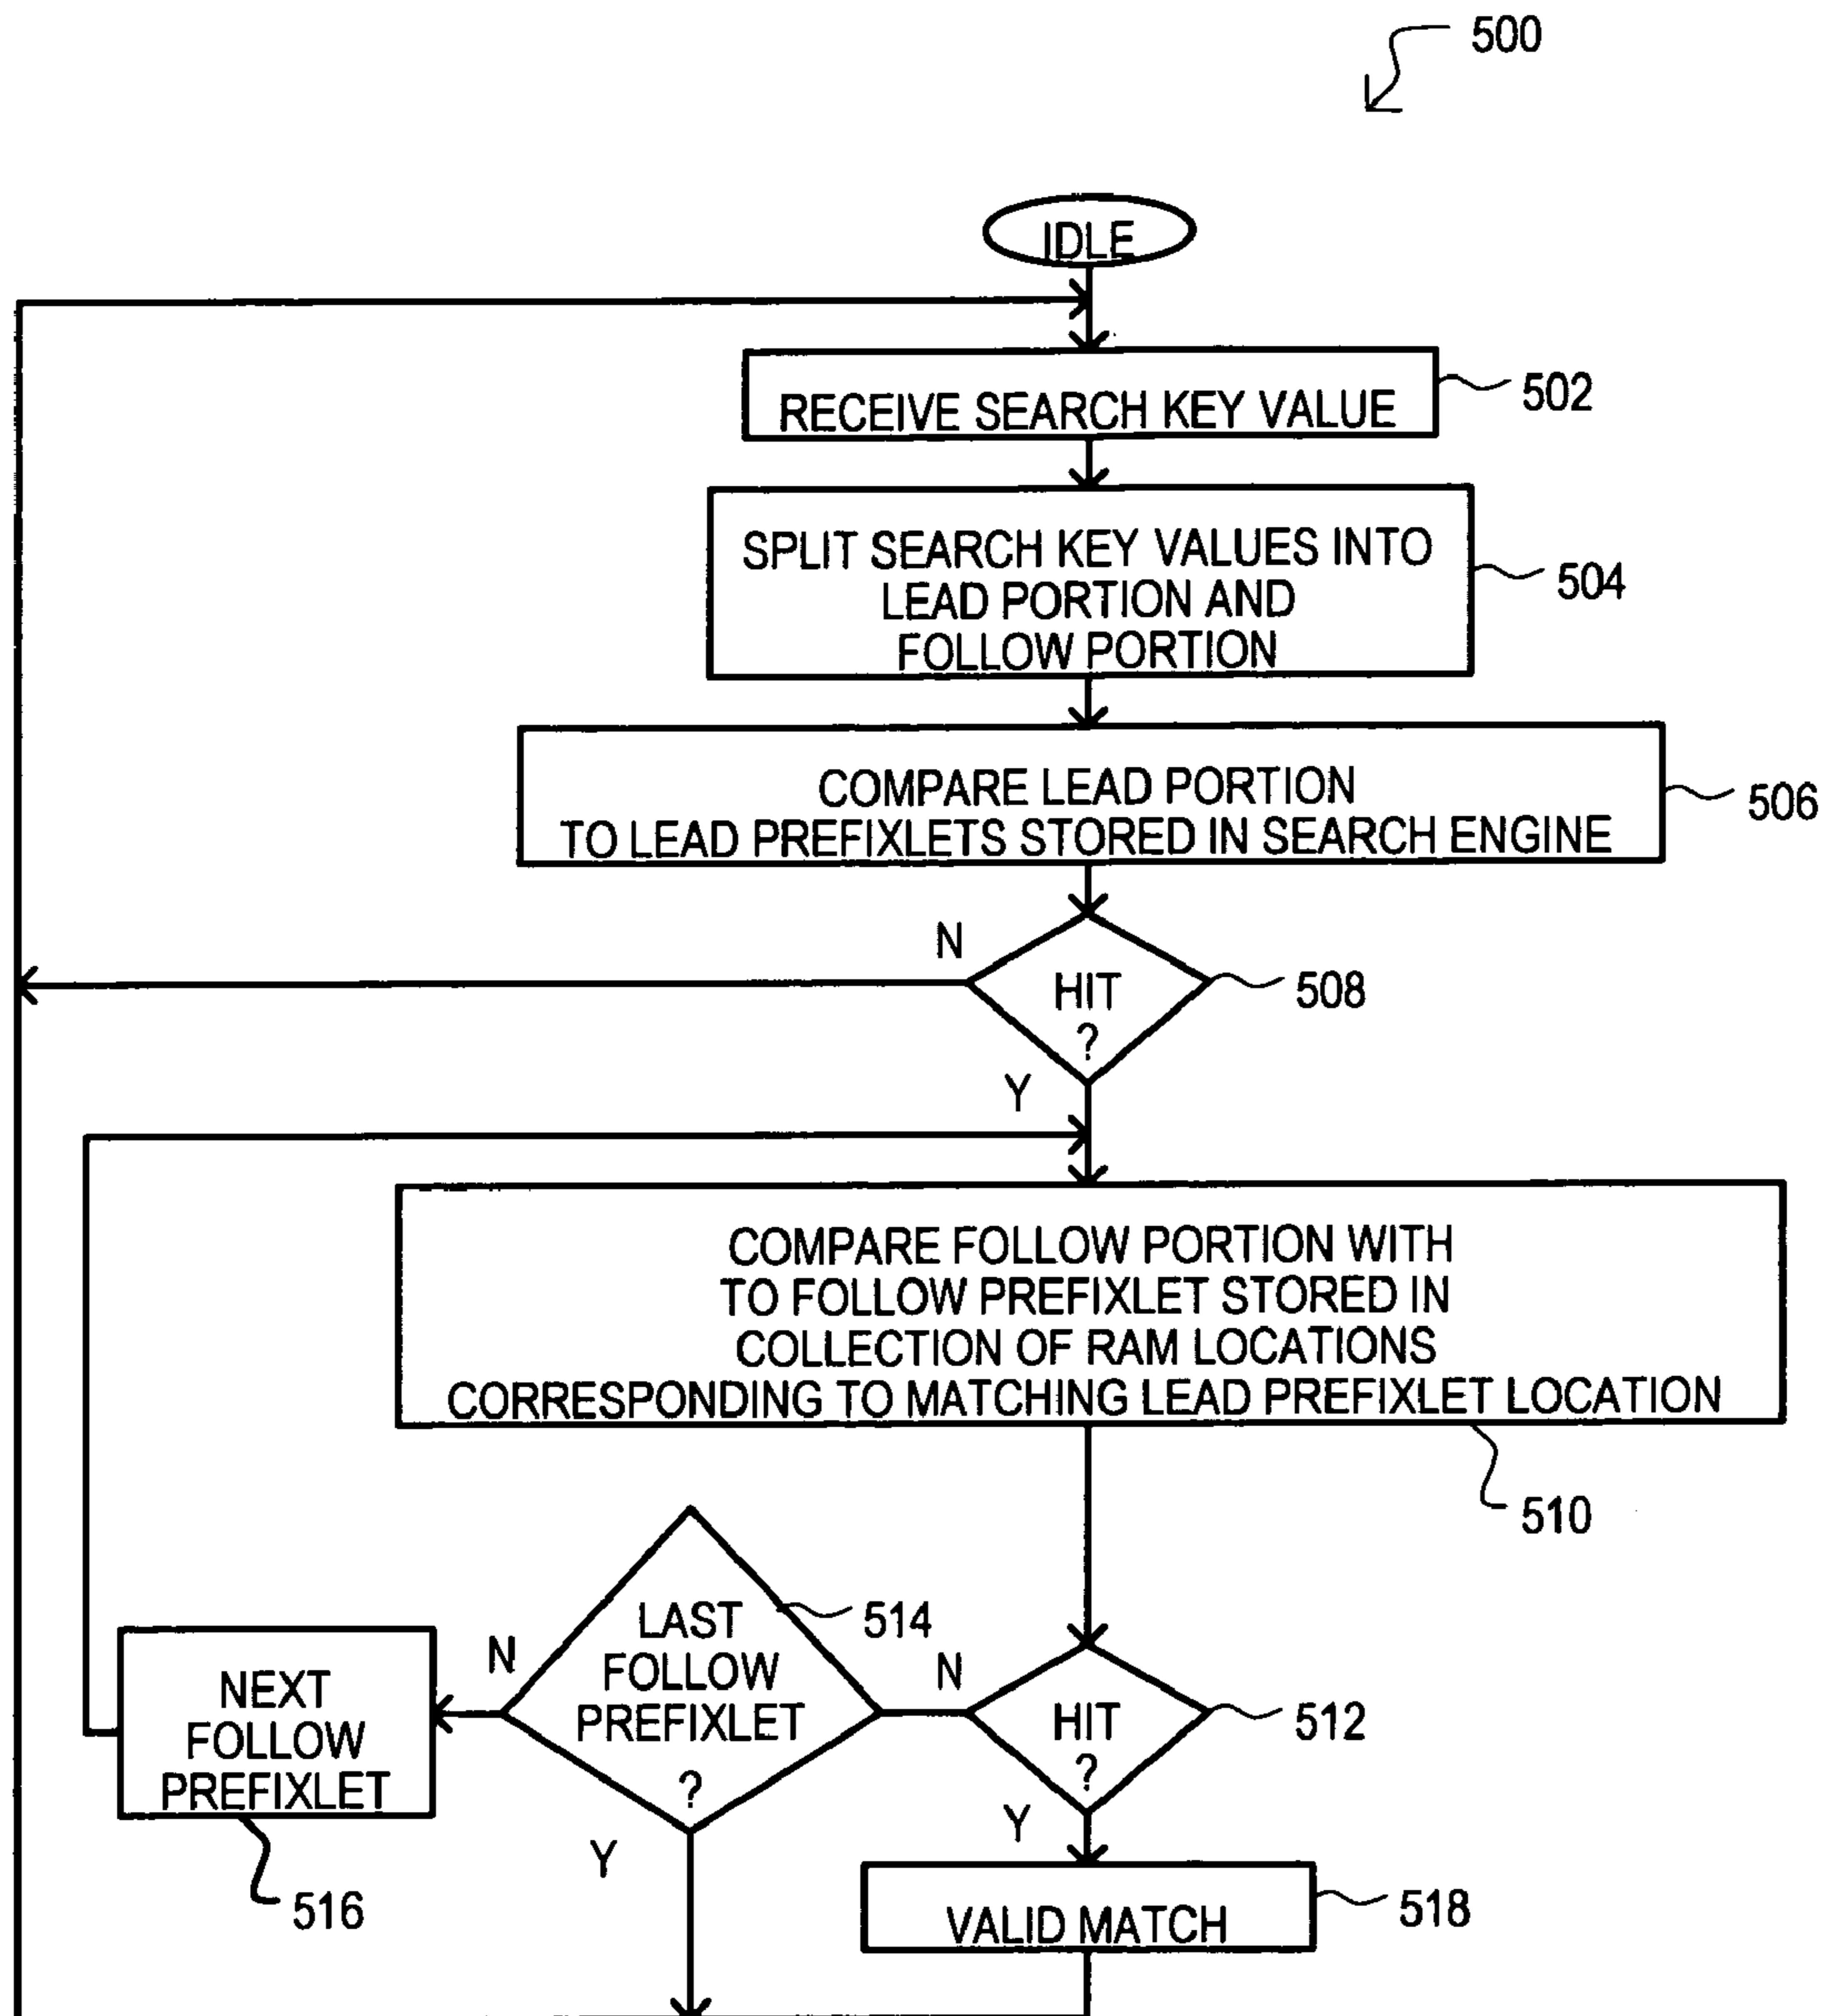 500
IDLE
RECEIVE SEARCH KEY VALUE
502
SPLIT SEARCH KEY VALUES INTO
LEAD PORTION AND
FOLLOW PORTION
504
COMPARE LEAD PORTION
TO LEAD PREFIXLETS STORED IN SEARCH ENGINE
506
N
HIT
?
508
Y
COMPARE FOLLOW PORTION WITH
TO FOLLOW PREFIXLET STORED IN
COLLECTION OF RAM LOCATIONS
CORRESPONDING TO MATCHING LEAD PREFIXLET LOCATION
510
NEXT
FOLLOW
PREFIXLET
516
N
LAST
FOLLOW
PREFIXLET
?
514
Y
N
HIT
?
512
Y
VALID MATCH
518